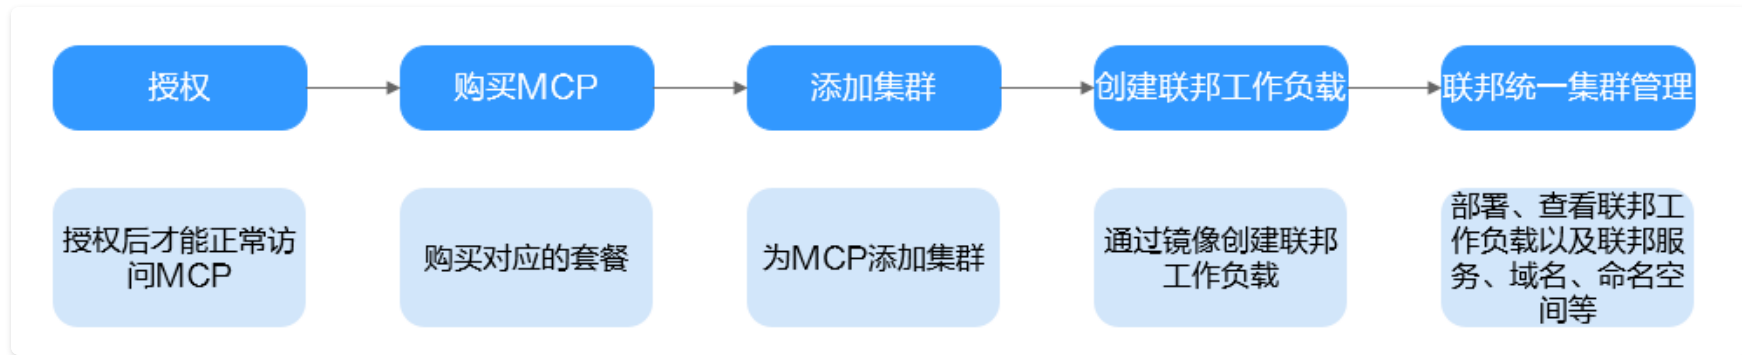 授权
购买MCP
添加集群
创建联邦工作负载
联邦统一集群管理
授权后才能正常访
问MCP
购买对应的套餐
为MCP添加集群
通过镜像创建联邦
工作负载
部署、查看联邦工
作负载以及联邦服
务、域名、命名空
间等